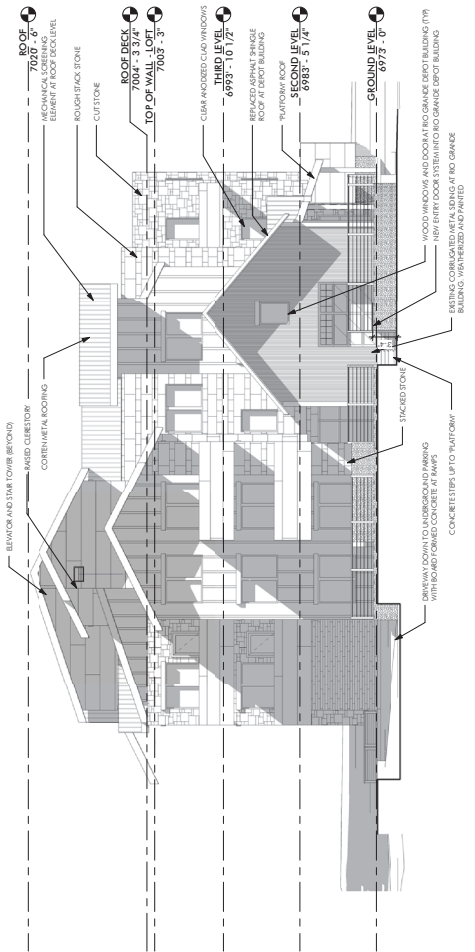 ELEVATOR AND STAIR TOWER (BEYOND)
RAISED CLERESTORY
CORTEN METAL ROOFING
ROOF
7020' - 6"
MECHANICAL SCREENING
ELEMENT AT ROOF DECK LEVEL
ROUGH STACK STONE
CUT STONE
ROOF DECK
7004' - 3 3/4"
TOP OF WALL - LOFT
7003' - 3"
CLEAR ANODIZED CLAD WINDOWS
THIRD LEVEL
6993' - 10 1/2"
REPLACED ASPHALT SHINGLE
ROOF AT DEPOT BUILDING
"PLATFORM" ROOF
SECOND LEVEL
6983' - 5 1/4"
GROUND LEVEL
6973' - 0"
STACKED STONE
DRIVEWAY DOWN TO UNDERGROUND PARKING
WITH BOARD FORMED CONCRETE AT RAMPS
CONCRETE STEPS UP TO "PLATFORM"
WOOD WINDOWS AND DOOR AT RIO GRANDE DEPOT BUILDING (TYP)
NEW ENTRY DOOR SYSTEM INTO RIO GRANDE DEPOT BUILDING
EXISTING CORRUGATED METAL SIDING AT RIO GRANDE
BUILDING. WEATHERIZED AND PAINTED